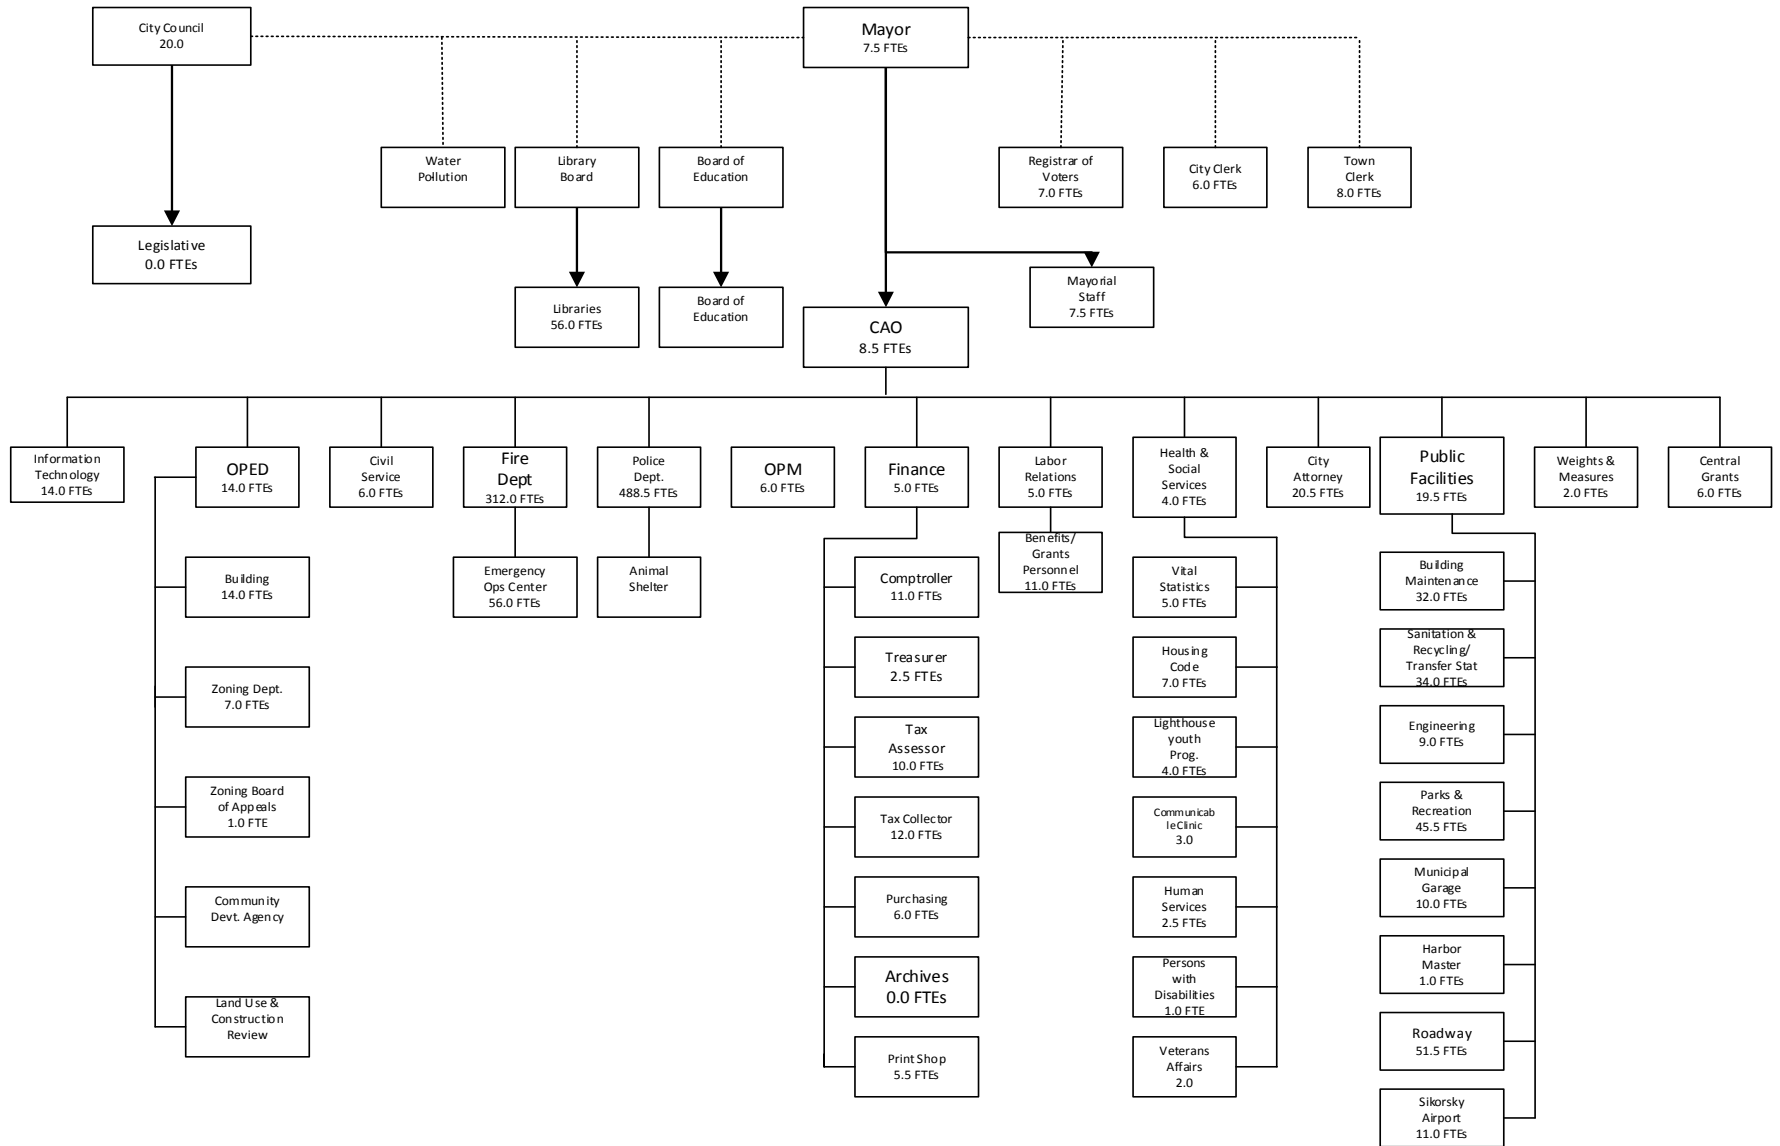 City Council
20.0
Mayor
7.5 FTEs
Water
Pollution
Library
Board
Board of
Education
Registrar of
Voters
7.0 FTEs
City Clerk
6.0 FTEs
Town
Clerk
8.0 FTEs
Legislative
0.0 FTEs
Libraries
56.0 FTEs
Board of
Education
Mayorial
Staff
7.5 FTEs
CAO
8.5 FTEs
Information
Technology
14.0 FTEs
OPED
14.0 FTEs
Civil
Service
6.0 FTEs
Fire
Dept
312.0 FTEs
Police
Dept.
488.5 FTEs
OPM
6.0 FTEs
Finance
5.0 FTEs
Labor
Relations
5.0 FTEs
Health &
Social
Services
4.0 FTEs
City
Attorney
20.5 FTEs
Public
Facilities
19.5 FTEs
Weights &
Measures
2.0 FTEs
Central
Grants
6.0 FTEs
Building
14.0 FTEs
Zoning Dept.
7.0 FTEs
Zoning Board
of Appeals
1.0 FTE
Community
Devt. Agency
Land Use &
Construction
Review
Emergency
Ops Center
56.0 FTEs
Animal
Shelter
Comptroller
11.0 FTEs
Treasurer
2.5 FTEs
Tax
Assessor
10.0 FTEs
Tax Collector
12.0 FTEs
Purchasing
6.0 FTEs
Archives
0.0 FTEs
Print Shop
5.5 FTEs
Benefits/
Grants
Personnel
11.0 FTEs
Vital
Statistics
5.0 FTEs
Housing
Code
7.0 FTEs
Lighthouse
youth
Prog.
4.0 FTEs
Communicab
le Clinic
3.0
Human
Services
2.5 FTEs
Persons
with
Disabilities
1.0 FTE
Veterans
Affairs
2.0
Building
Maintenance
32.0 FTEs
Sanitation &
Recycling/
Transfer Stat
34.0 FTEs
Engineering
9.0 FTEs
Parks &
Recreation
45.5 FTEs
Municipal
Garage
10.0 FTEs
Harbor
Master
1.0 FTEs
Roadway
51.5 FTEs
Sikorsky
Airport
11.0 FTEs